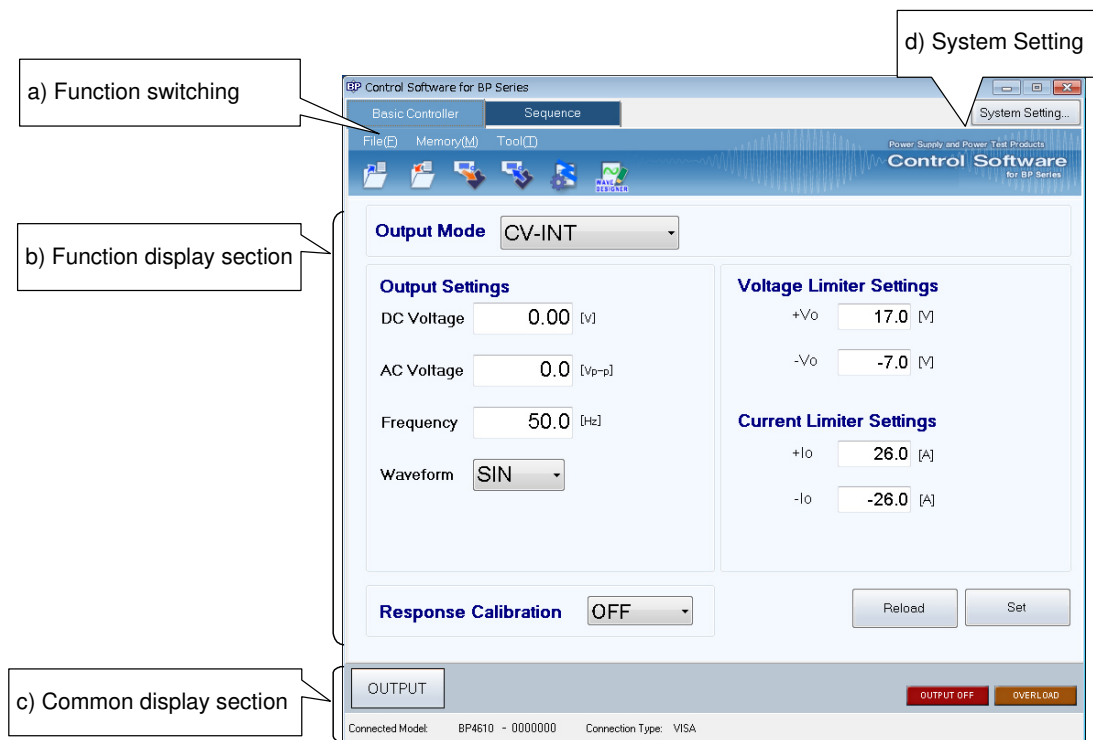 d) System Setting
a) Function switching
BP Control Software for BP Series
Basic Controller Sequence System Setting...
File(F) Memory(M) Tool(T)
Power Supply and Power Test Products
Control Software
for BP Series
WAVE
DESIGNER
b) Function display section
Output Mode CV-INT
Output Settings
DC Voltage 0.00 [V]
AC Voltage 0.0 [Vp-p]
Frequency 50.0 [Hz]
Waveform SIN
Voltage Limiter Settings
+Vo 17.0 [V]
-Vo -7.0 [V]
Current Limiter Settings
+Io 26.0 [A]
-Io -26.0 [A]
Response Calibration OFF
Reload Set
c) Common display section
OUTPUT
OUTPUT OFF OVERLOAD
Connected Model: BP4610 - 0000000 Connection Type: VISA